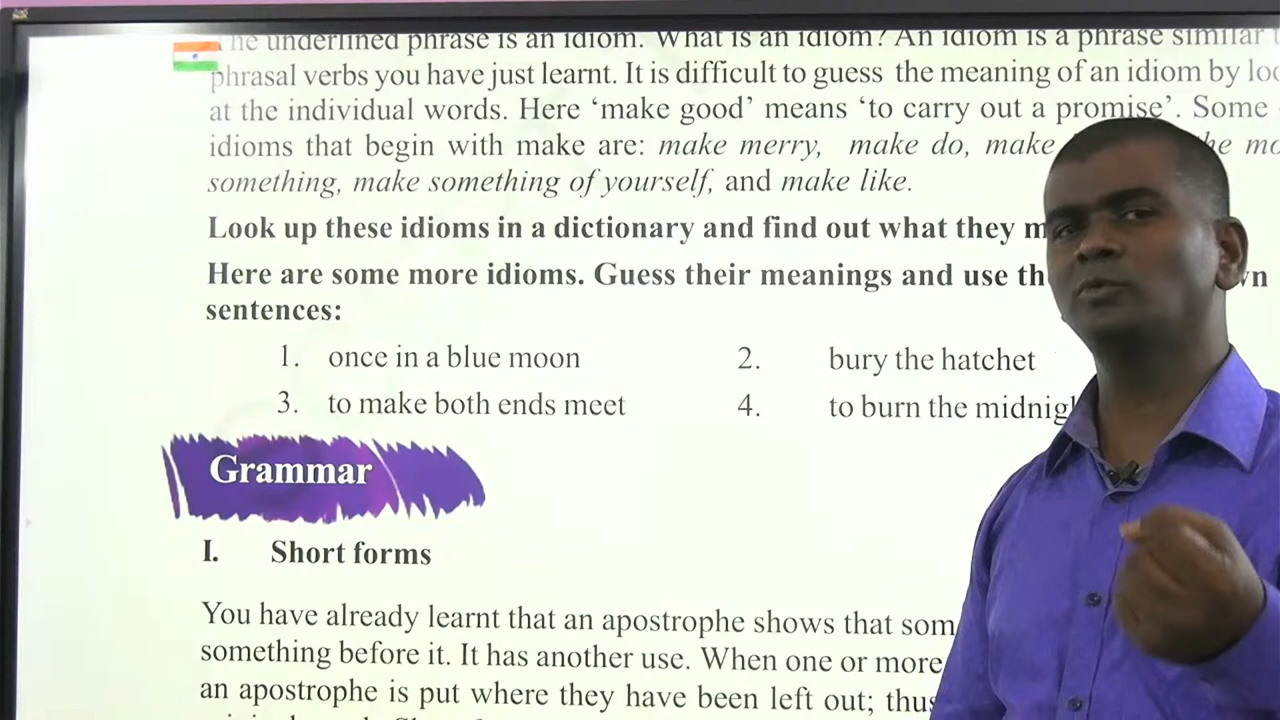 he underlined phrase is an idiom. What is an idiom? An idiom is a phrase similar
phrasal verbs you have just learnt. It is difficult to guess the meaning of an idiom by
at the individual words. Here ‘make good’ means ‘to carry out a promise’. Some
idioms that begin with make are: make merry, make do, make
something, make something of yourself, and make like.
Look up these idioms in a dictionary and find out what they
Here are some more idioms. Guess their meanings and use
sentences:
1. once in a blue moon 2. bury the hatchet
3. to make both ends meet 4. to burn the
Grammar
I. Short forms
You have already learnt that an apostrophe shows that
something before it. It has another use. When one or more
an apostrophe is put where they have been left out;